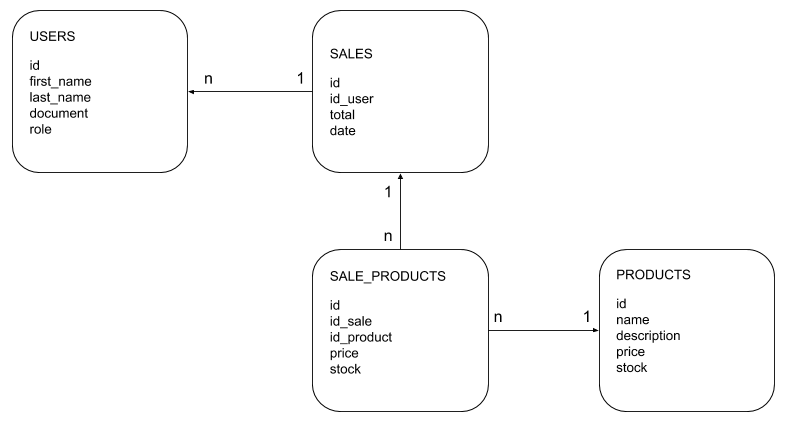 USERS
id
first_name
last_name
document
role
n
1
SALES
id
id_user
total
date
1
n
SALE_PRODUCTS
id
id_sale
id_product
price
stock
n
1
PRODUCTS
id
name
description
price
stock